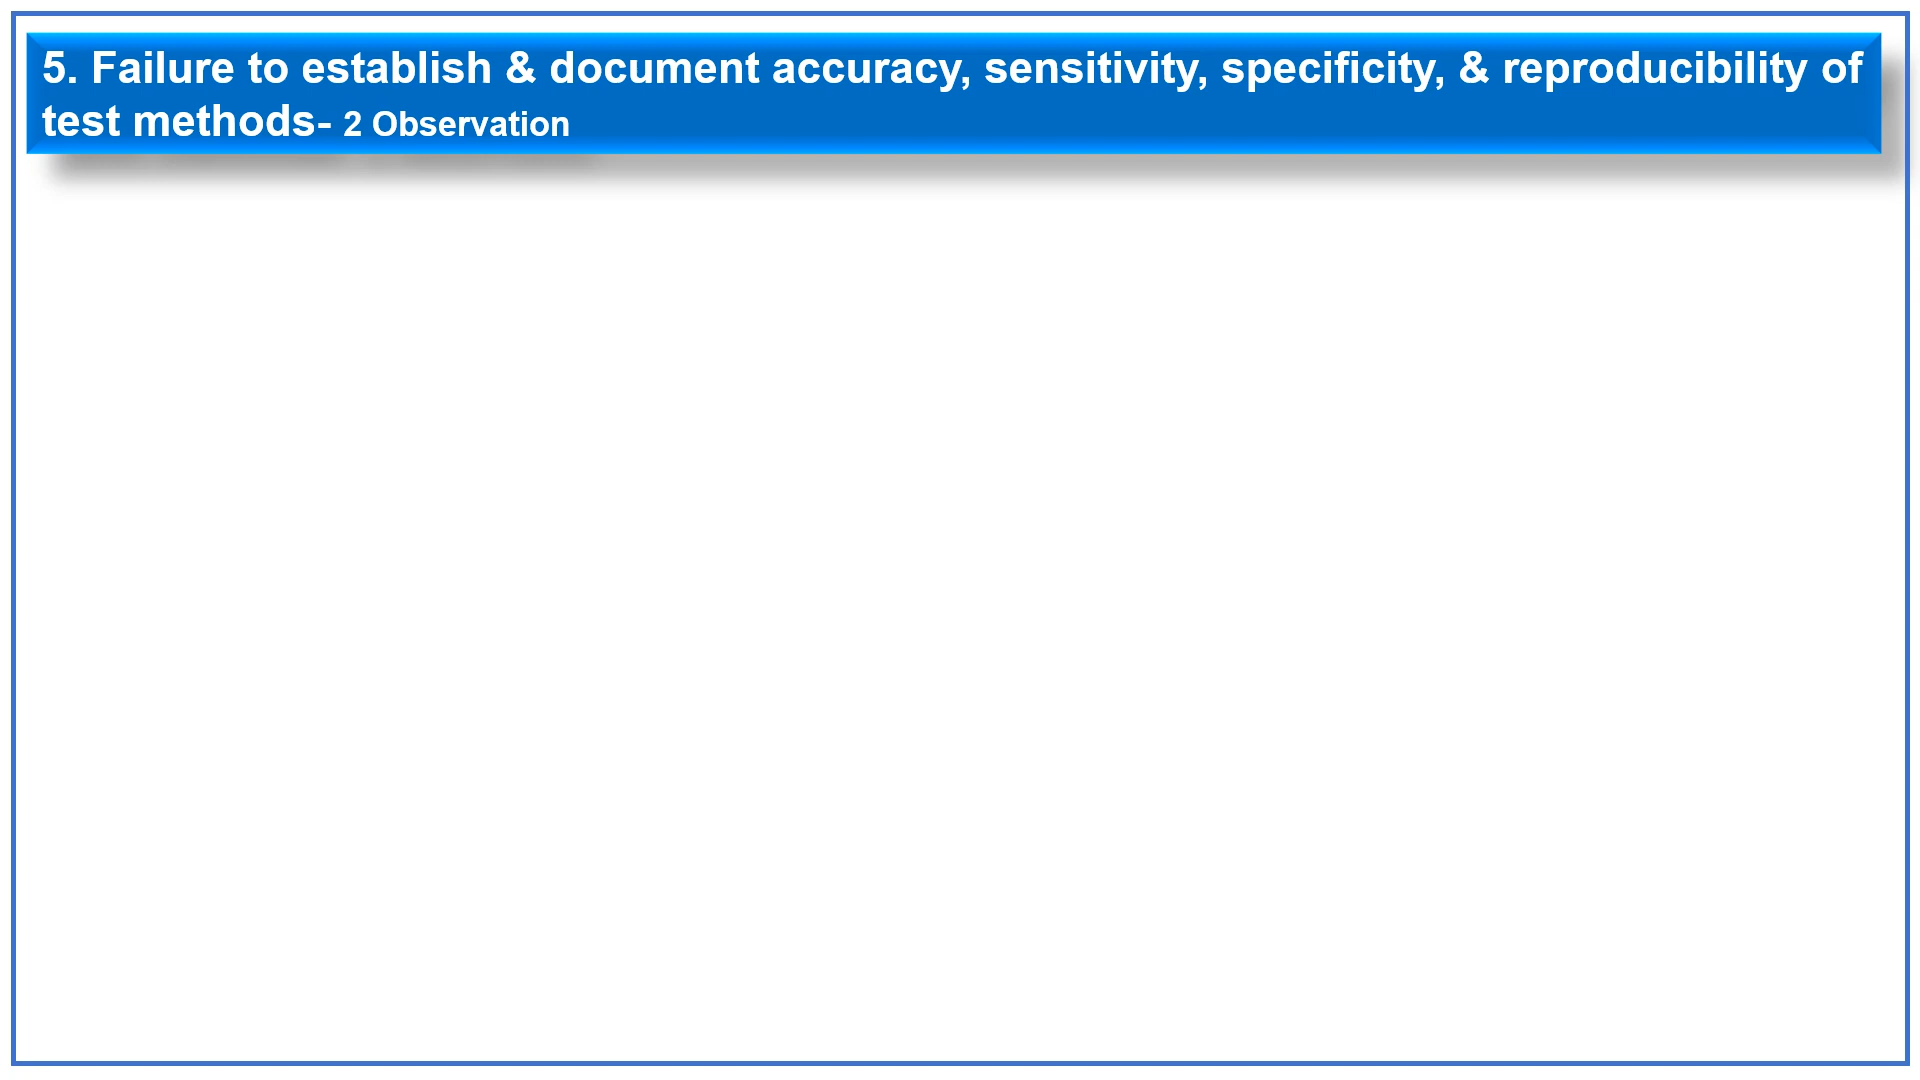 5. Failure to establish & document accuracy, sensitivity, specificity, & reproducibility of
test methods- 2 Observation